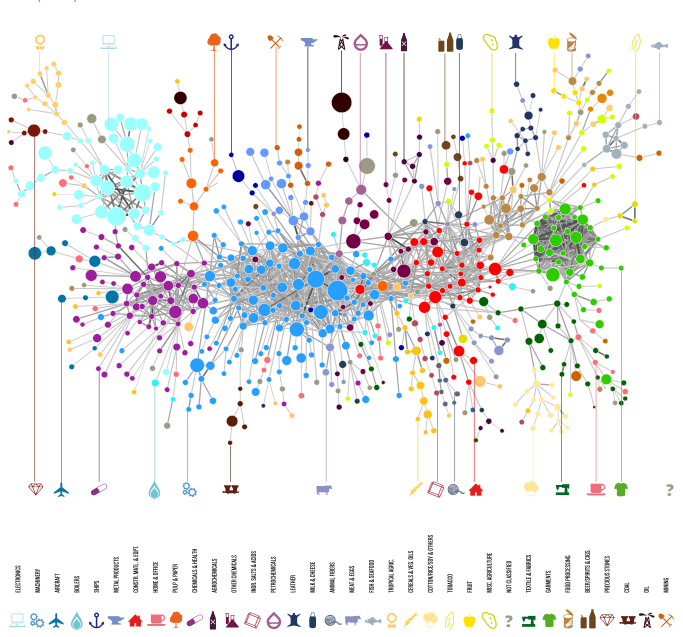 ELECTRONICS
MACHINERY
AIRCRAFT
BOILERS
SHIPS
METAL PRODUCTS
CONSTR. MATL. & EQPT.
HOME & OFFICE
PULP & PAPER
CHEMICALS & HEALTH
AGROCHEMICALS
OTHER CHEMICALS
INOR. SALTS & ACIDS
PETROCHEMICALS
LEATHER
MILK & CHEESE
ANIMAL FIBERS
MEAT & EGGS
FISH & SEAFOOD
TROPICAL AGRIC.
CEREALS & VEG. OILS
COTTON/RICE/SOY & OTHERS
TOBACCO
FRUIT
MISC. AGRICULTURE
NOT CLASSIFIED
TEXTILE & FABRICS
GARMENTS
FOOD PROCESSING
BEER/SPIRITS & CIGS.
PRECIOUS STONES
COAL
OIL
MINING